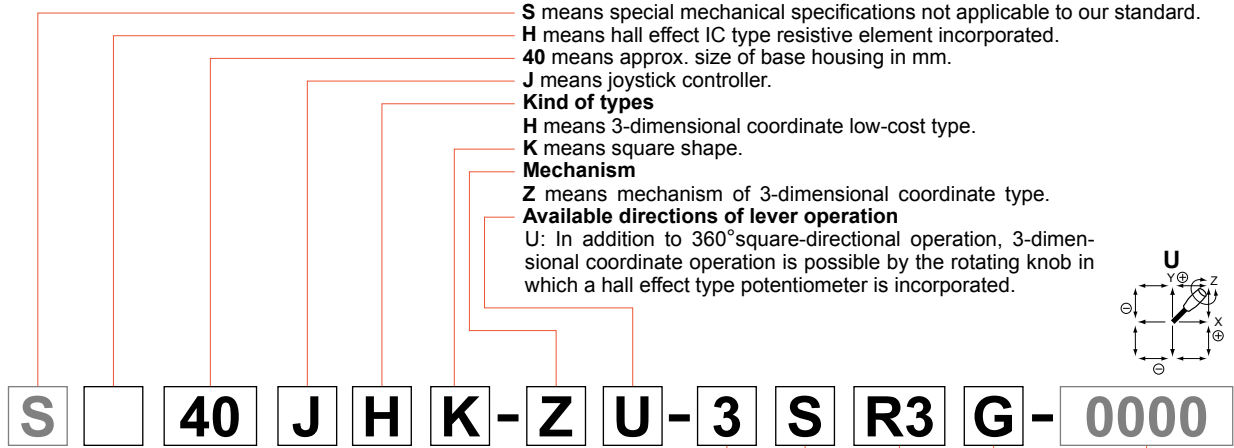 S means special mechanical specifications not applicable to our standard.
H means hall effect IC type resistive element incorporated.
40 means approx. size of base housing in mm.
J means joystick controller.
Kind of types
H means 3-dimensional coordinate low-cost type.
K means square shape.
Mechanism
Z means mechanism of 3-dimensional coordinate type.
Available directions of lever operation
U: In addition to 360°square-directional operation, 3-dimen-
sional coordinate operation is possible by the rotating knob in
which a hall effect type potentiometer is incorporated.
U
Y⊕ Z
⊖
X
⊕
⊖
S 40 J H K-Z U-3 S R3 G-0000